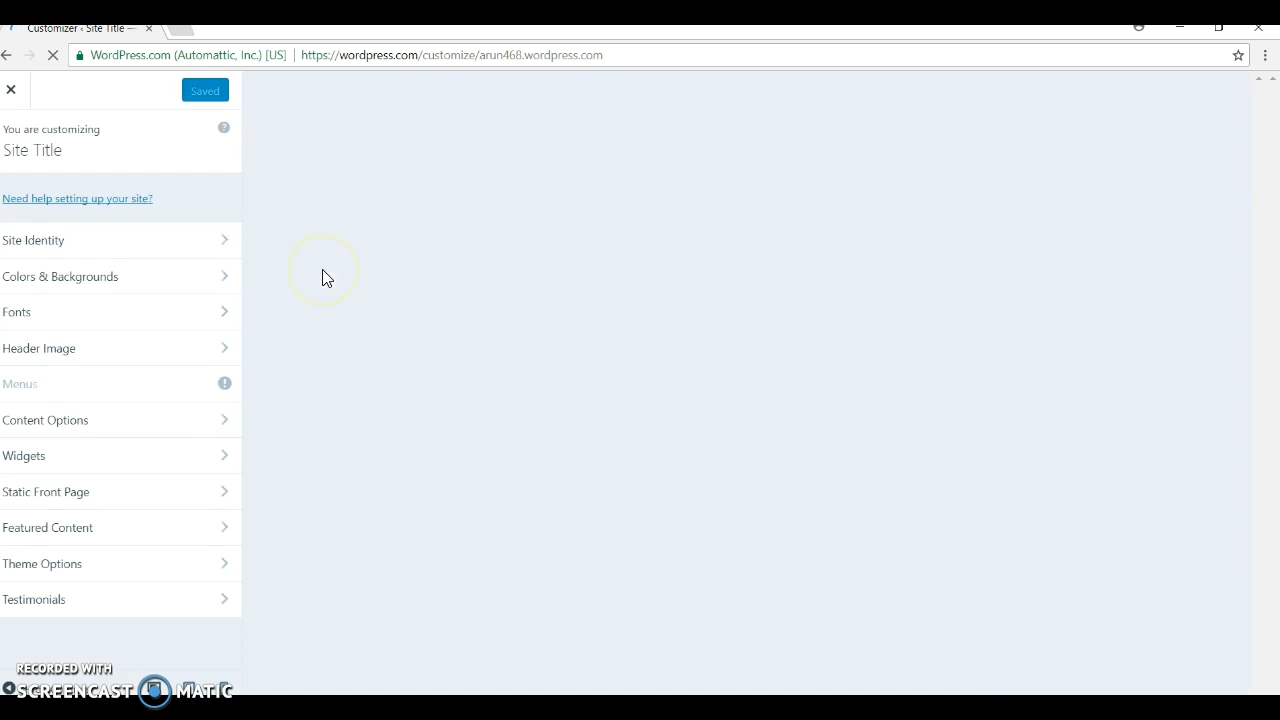 Customizer ‹ Site Title —
WordPress.com (Automattic, Inc.) [US]
https://wordpress.com/customize/arun468.wordpress.com
Saved
You are customizing
Site Title
Need help setting up your site?
Site Identity
Colors & Backgrounds
Fonts
Header Image
Menus
Content Options
Widgets
Static Front Page
Featured Content
Theme Options
Testimonials
RECORDED WITH
SCREENCAST MATIC